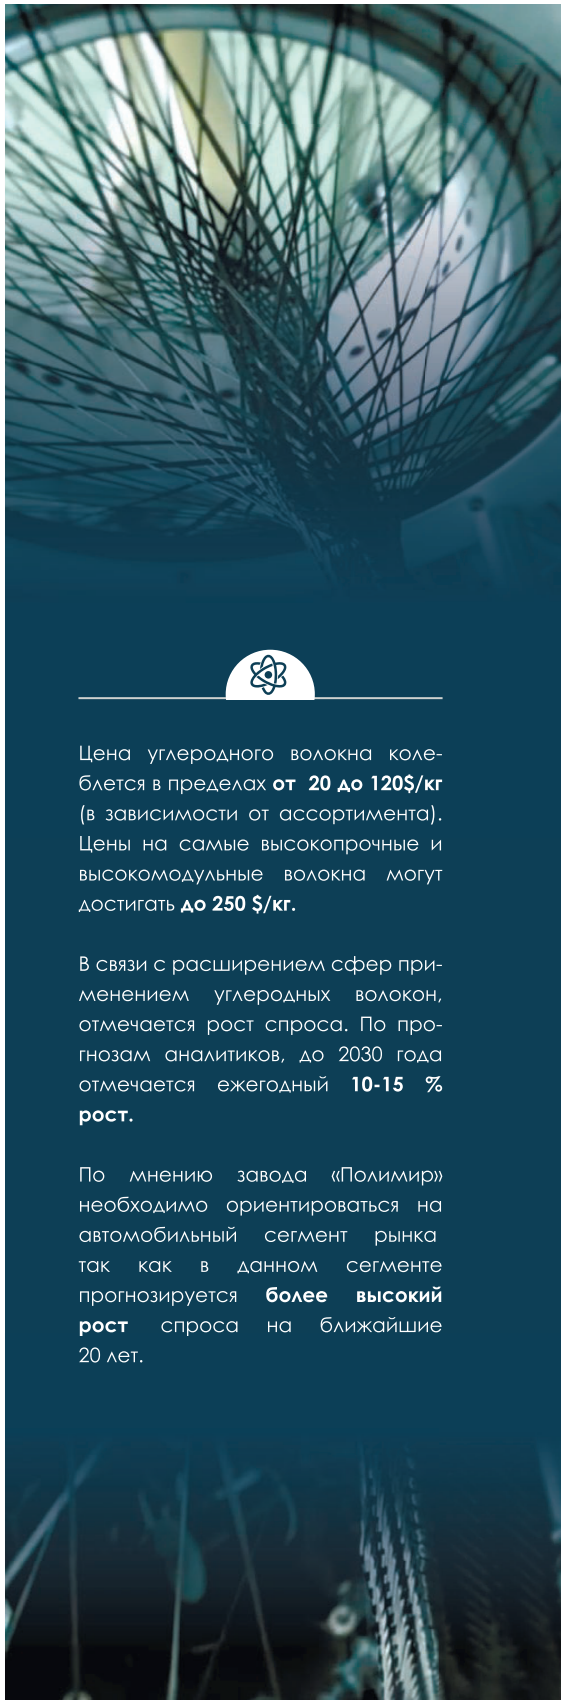 Цена углеродного волокна коле-
блется в пределах от 20 до 120$/кг
(в зависимости от ассортимента).
Цены на самые высокопрочные и
высокомодульные волокна могут
достигать до 250 $/кг.
В связи с расширением сфер при-
менением углеродных волокон,
отмечается рост спроса. По про-
гнозам аналитиков, до 2030 года
отмечается ежегодный 10-15 %
рост.
По мнению завода «Полимир»
необходимо ориентироваться на
автомобильный сегмент рынка
так как в данном сегменте
прогнозируется более высокий
рост спроса на ближайшие
20 лет.